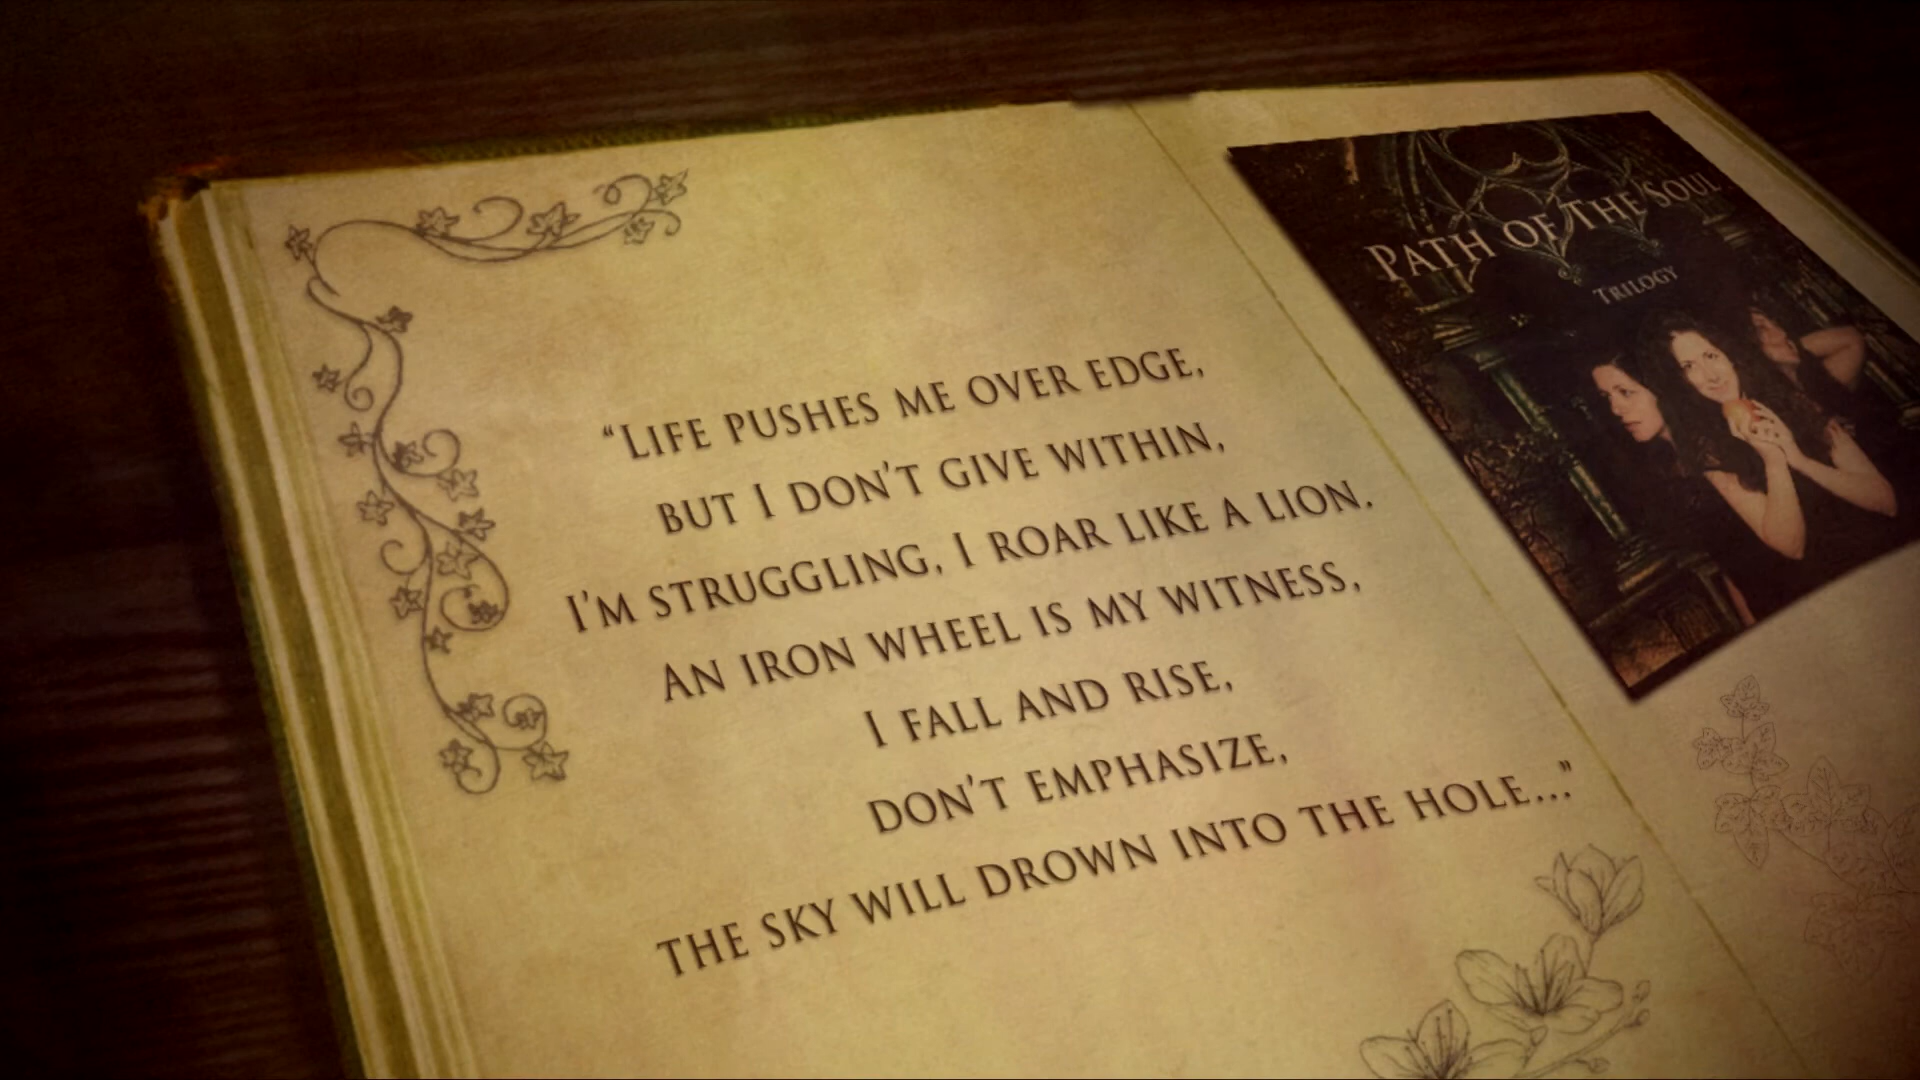 “Life pushes me over edge,
but I don’t give within,
I’m struggling, I roar like a lion.
An iron wheel is my witness,
I fall and rise,
don’t emphasize,
the sky will drown into the hole...”
Path of The Soul
Trilogy